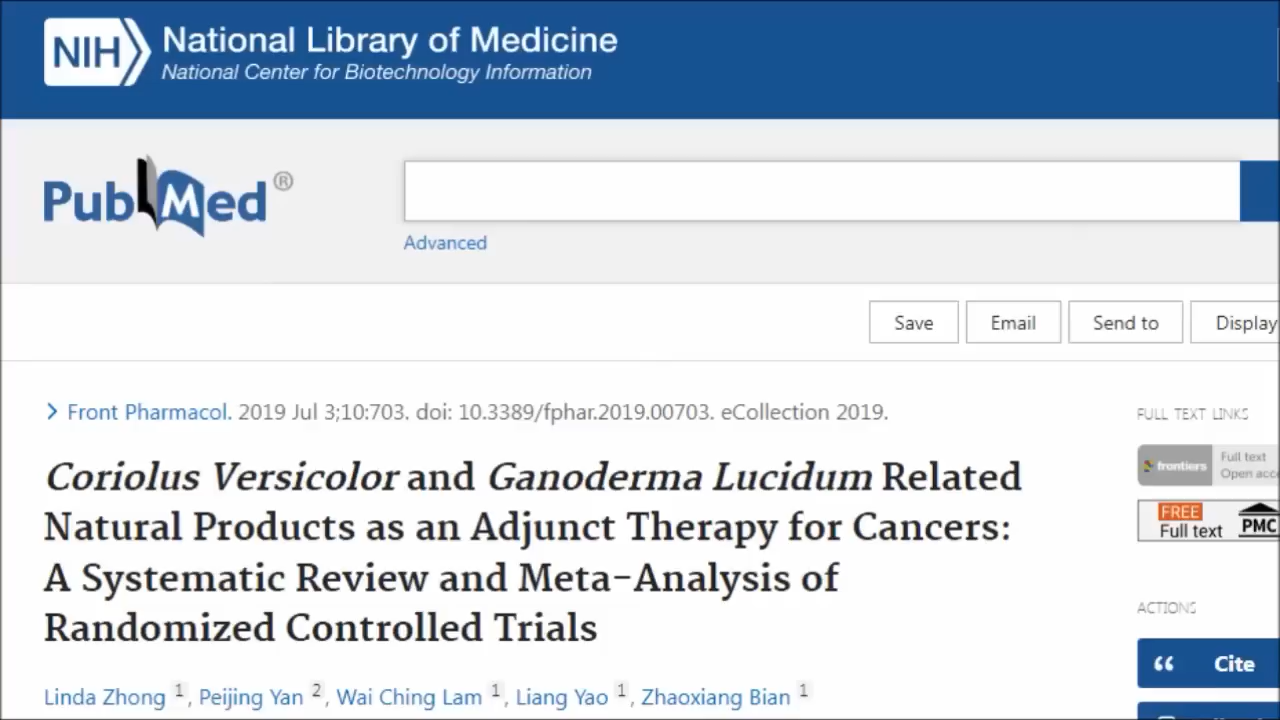 NIH National Library of Medicine
National Center for Biotechnology Information
PubMed®
Advanced
Save Email Send to Display
Front Pharmacol. 2019 Jul 3;10:703. doi: 10.3389/fphar.2019.00703. eCollection 2019.
Coriolus Versicolor and Ganoderma Lucidum Related
Natural Products as an Adjunct Therapy for Cancers:
A Systematic Review and Meta-Analysis of
Randomized Controlled Trials
Linda Zhong 1, Peijing Yan 2, Wai Ching Lam 1, Liang Yao 1, Zhaoxiang Bian 1
FULL TEXT LINKS
frontiers Full text
Open acc
FREE
Full text PMC
ACTIONS
Cite